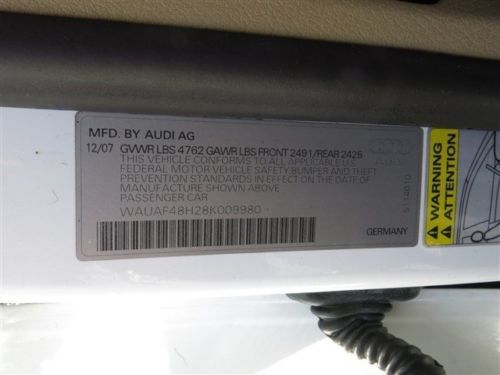 MFD. BY AUDI AG
12/07 GVWR LBS 4762 GAWR LBS FRONT 2491/REAR 2425
THIS VEHICLE CONFORMS TO ALL APPLICABLE U.S.
FEDERAL MOTOR VEHICLE SAFETY BUMPER AND THEFT
PREVENTION STANDARDS IN EFFECT ON THE DATE
OF MANUFACTURE SHOWN ABOVE
PASSENGER CAR
WAUAF48H28K009980
GERMANY
5114010
Audi
WARNING